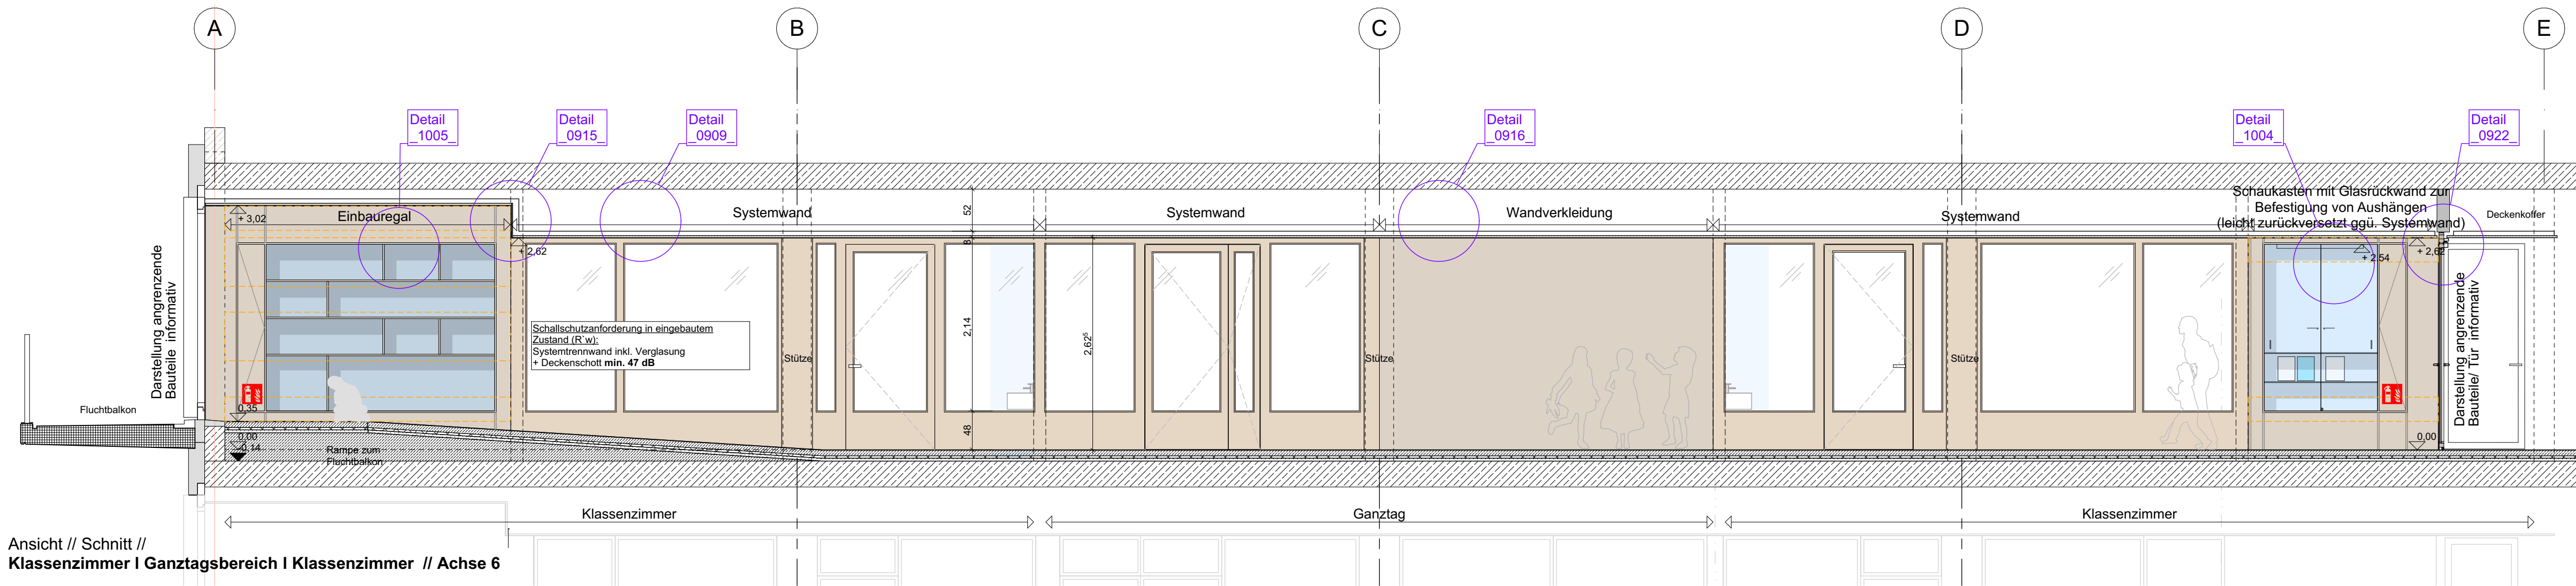 A
B
C
D
E
Detail
_1005_
Detail
_0915_
Detail
_0909_
Detail
_0916_
Detail
_1004_
Detail
_0922_
Schaukasten mit Glasrückwand zur
Befestigung von Aushängen
(leicht zurückversetzt ggü. Systemwand)
Einbauregal
Systemwand
Systemwand
Wandverkleidung
Systemwand
Deckenkoffer
+ 3,02
+ 2,62
52
8
2,14
48
2,62⁵
+ 2,54
+ 2,62
Darstellung angrenzende
Bauteile informativ
Schallschutzanforderung in eingebautem
Zustand (R`w):
Systemtrennwand inkl. Verglasung
+ Deckenschott min. 47 dB
Stütze
Stütze
Stütze
Darstellung angrenzende
Bauteile/ Tür informativ
Fluchtbalkon
0,35
0,00
-0,14
Rampe zum
Fluchtbalkon
0,00
Klassenzimmer
Ganztag
Klassenzimmer
Ansicht // Schnitt //
Klassenzimmer I Ganztagsbereich I Klassenzimmer // Achse 6